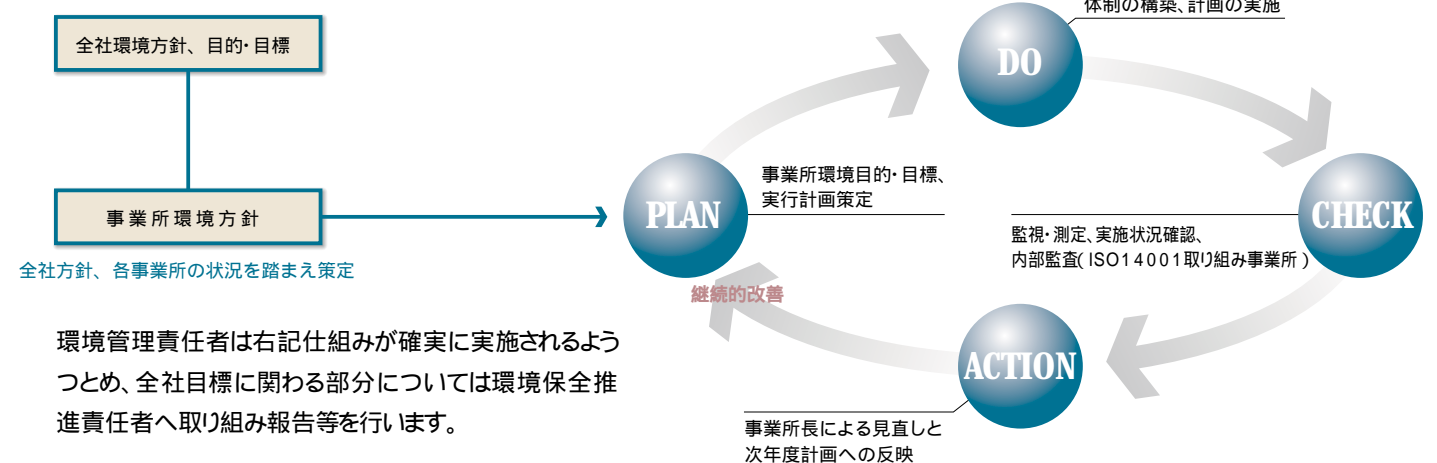 全社環境方針、目的・目標
事業所環境方針
全社方針、各事業所の状況を踏まえ策定
環境管理責任者は右記仕組みが確実に実施されるよう
つとめ、全社目標に関わる部分については環境保全推
進責任者へ取り組み報告等を行います。
体制の構築、計画の実施
DO
PLAN
事業所環境目的・目標、
実行計画策定
CHECK
監視・測定、実施状況確認、
内部監査(ISO14001取り組み事業所)
継続的改善
ACTION
事業所長による見直しと
次年度計画への反映